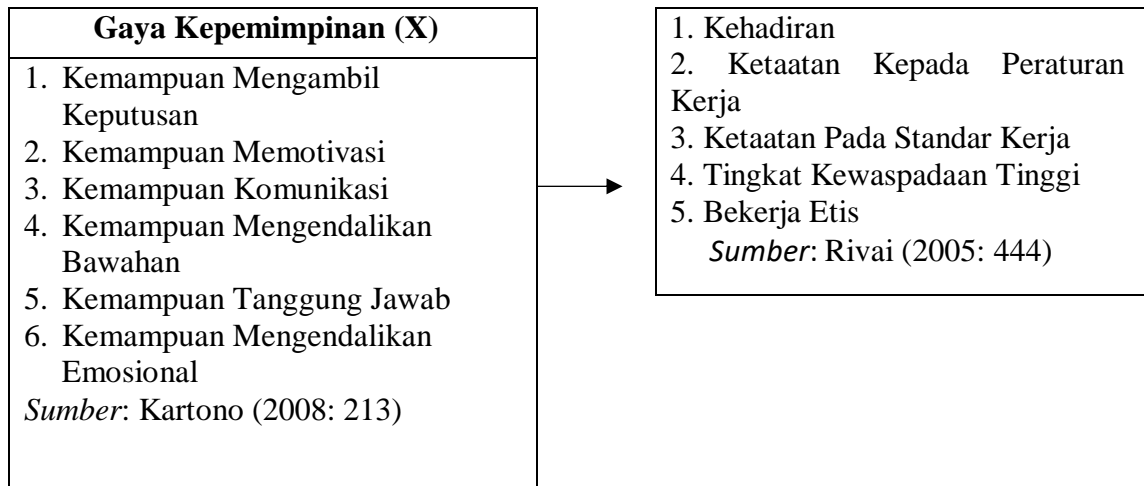 Gaya Kepemimpinan (X)
1. Kemampuan Mengambil
Keputusan
2. Kemampuan Memotivasi
3. Kemampuan Komunikasi
4. Kemampuan Mengendalikan
Bawahan
5. Kemampuan Tanggung Jawab
6. Kemampuan Mengendalikan
Emosional
Sumber: Kartono (2008: 213)
1. Kehadiran
2. Ketaatan Kepada Peraturan
Kerja
3. Ketaatan Pada Standar Kerja
4. Tingkat Kewaspadaan Tinggi
5. Bekerja Etis
Sumber: Rivai (2005: 444)